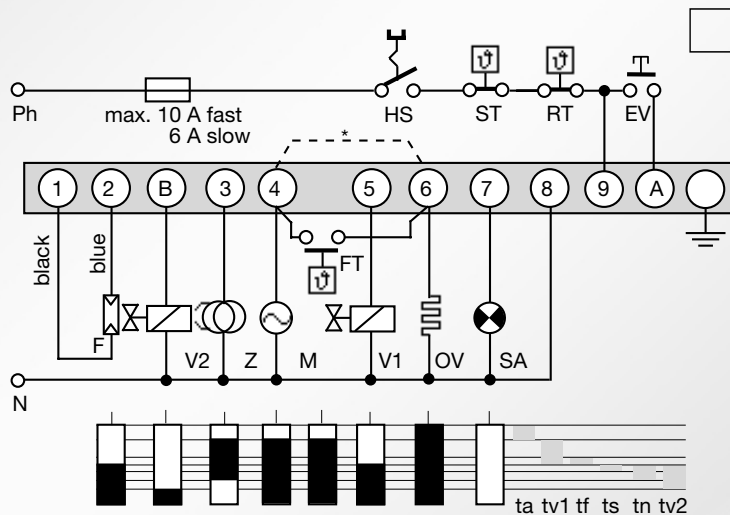 ϑ ϑ
Ph max. 10 A fast HS ST RT EV
6 A slow
*
1 2 B 3 4 5 6 7 8 9 A
black blue FT
ϑ
F V2 Z M V1 OV SA
N
ta tv1 tf ts tn tv2